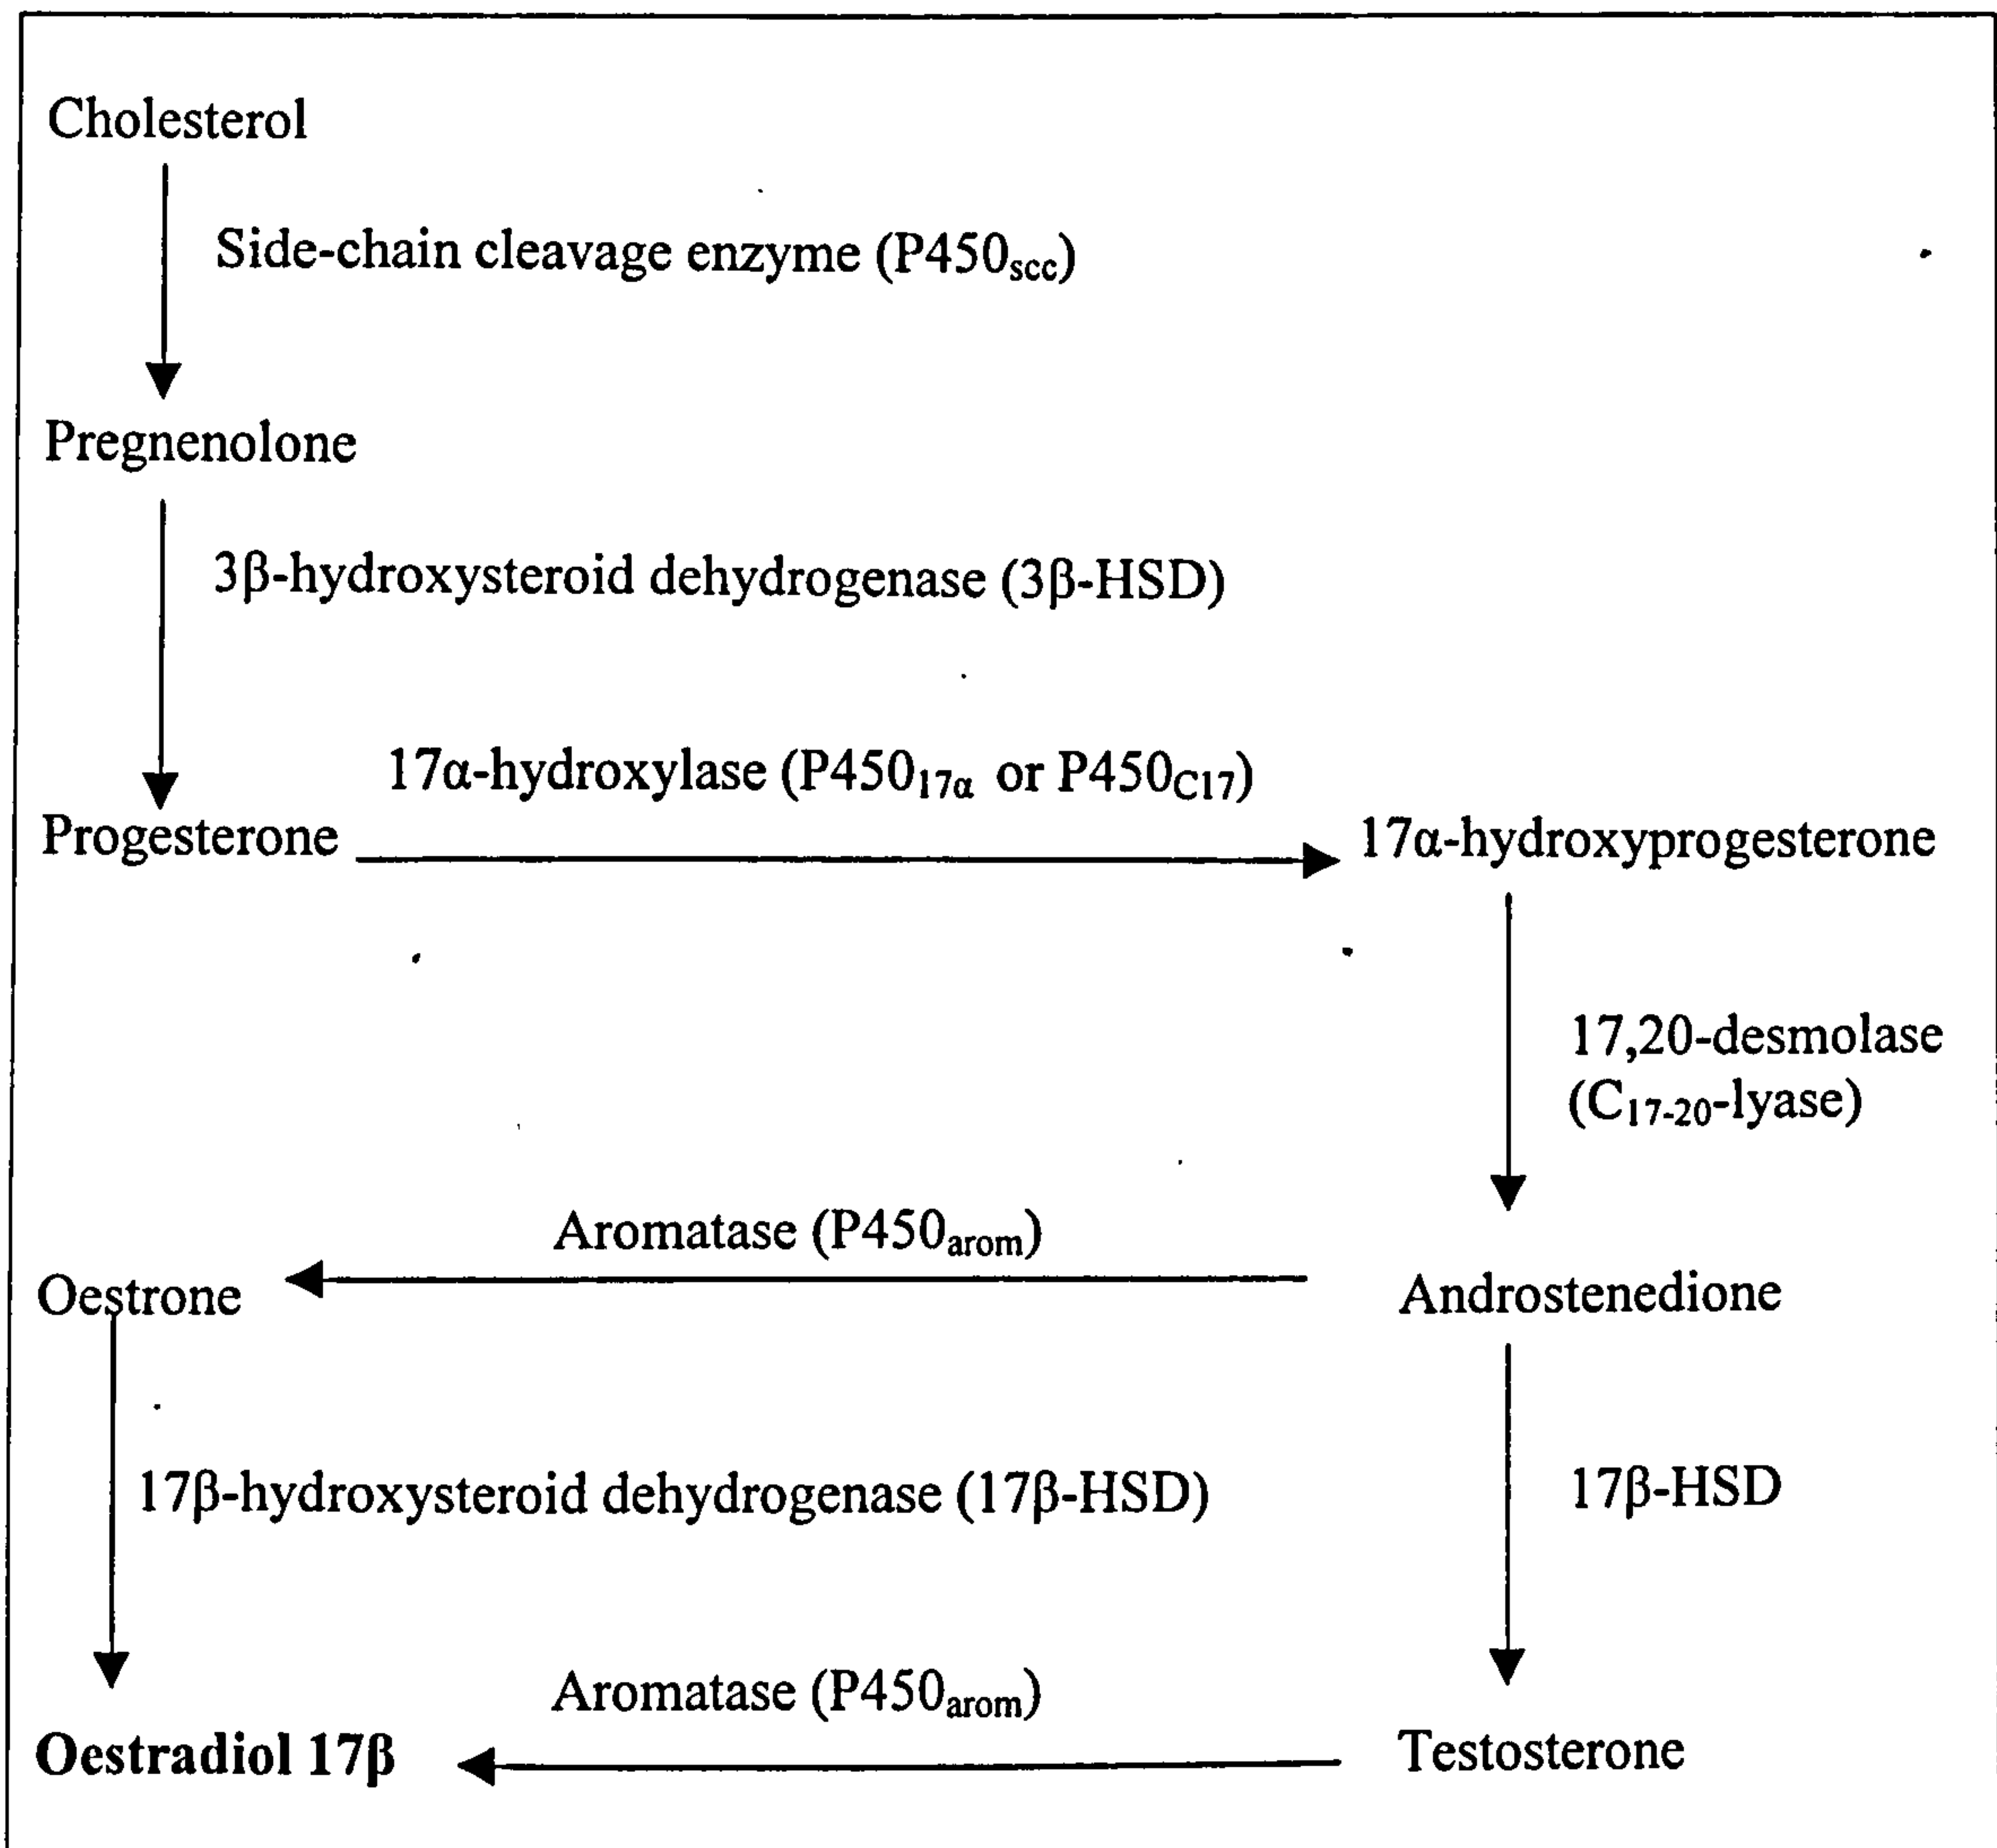 Cholesterol
Side-chain cleavage enzyme (P450scc)
Pregnenolone
3β-hydroxysteroid dehydrogenase (3β-HSD)
17α-hydroxylase (P45017α or P450C17)
Progesterone
17α-hydroxyprogesterone
17,20-desmolase
(C17-20-lyase)
Aromatase (P450arom)
Oestrone
Androstenedione
17β-hydroxysteroid dehydrogenase (17β-HSD)
17β-HSD
Aromatase (P450arom)
Oestradiol 17β
Testosterone